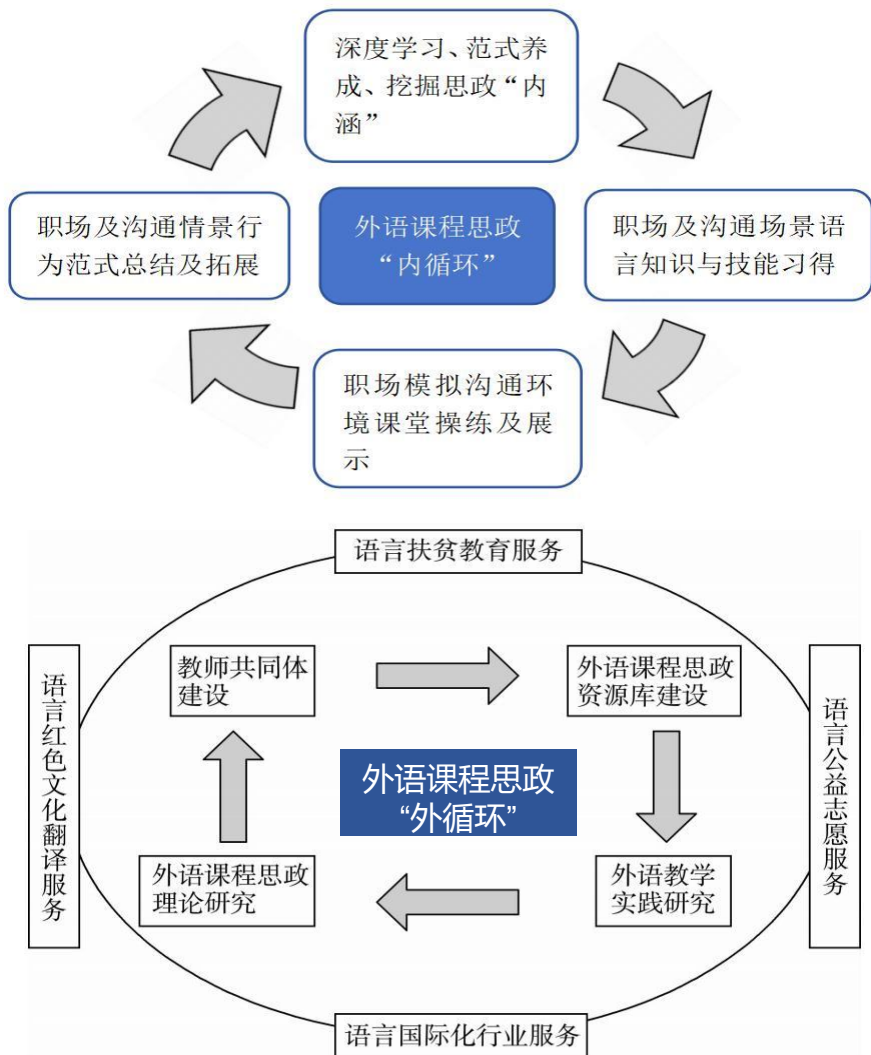 深度学习、范式养
成、挖掘思政“内
涵”
职场及沟通情景行
为范式总结及拓展
外语课程思政
“内循环”
职场及沟通场景语
言知识与技能习得
职场模拟沟通环
境课堂操练及展
示
语言扶贫教育服务
语言红色文化翻译服务
教师共同体
建设
外语课程思政
资源库建设
语言公益志愿服务
外语课程思政
“外循环”
外语课程思政
理论研究
外语教学
实践研究
语言国际化行业服务